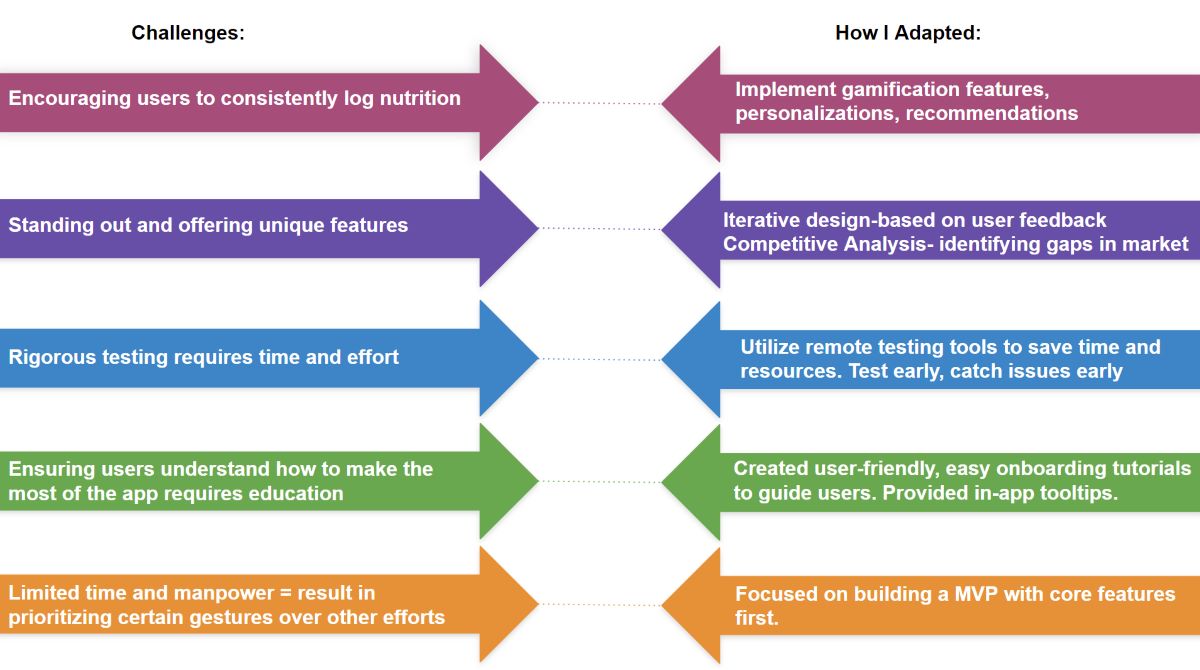 Challenges:
How I Adapted:
Encouraging users to consistently log nutrition
Implement gamification features,
personalizations, recommendations
Standing out and offering unique features
Iterative design-based on user feedback
Competitive Analysis- identifying gaps in market
Rigorous testing requires time and effort
Utilize remote testing tools to save time and
resources. Test early, catch issues early
Ensuring users understand how to make the
most of the app requires education
Created user-friendly, easy onboarding tutorials
to guide users. Provided in-app tooltips.
Limited time and manpower = result in
prioritizing certain gestures over other efforts
Focused on building a MVP with core features
first.